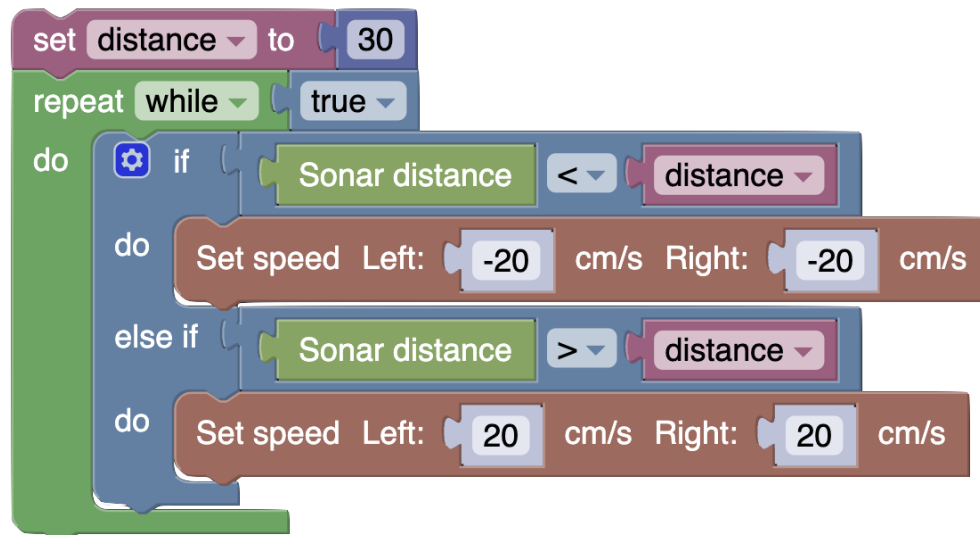 set distance to 30
repeat while true
do if Sonar distance < distance
do Set speed Left: -20 cm/s Right: -20 cm/s
else if Sonar distance > distance
do Set speed Left: 20 cm/s Right: 20 cm/s